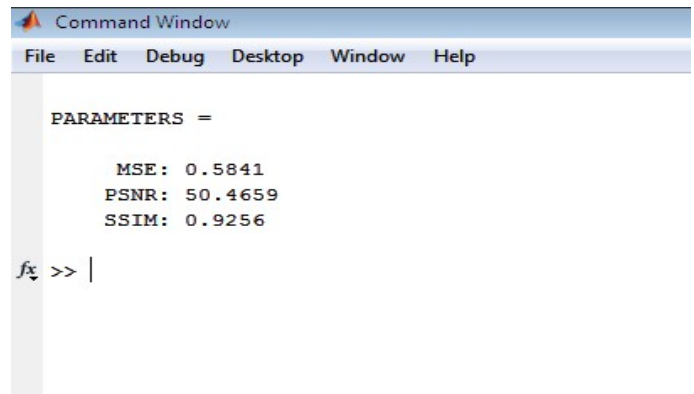 Command Window
File Edit Debug Desktop Window Help
PARAMETERS =
MSE: 0.5841
PSNR: 50.4659
SSIM: 0.9256
fx >>